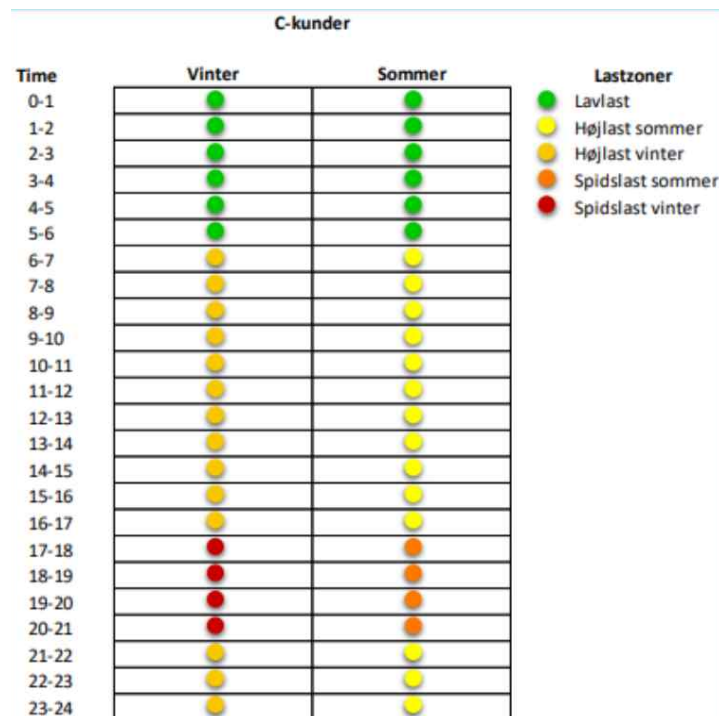 C-kunder
Time Vinter Sommer Lastzoner
0-1 Lavlast
1-2 Højlast sommer
2-3 Højlast vinter
3-4 Spidslast sommer
4-5 Spidslast vinter
5-6
6-7
7-8
8-9
9-10
10-11
11-12
12-13
13-14
14-15
15-16
16-17
17-18
18-19
19-20
20-21
21-22
22-23
23-24